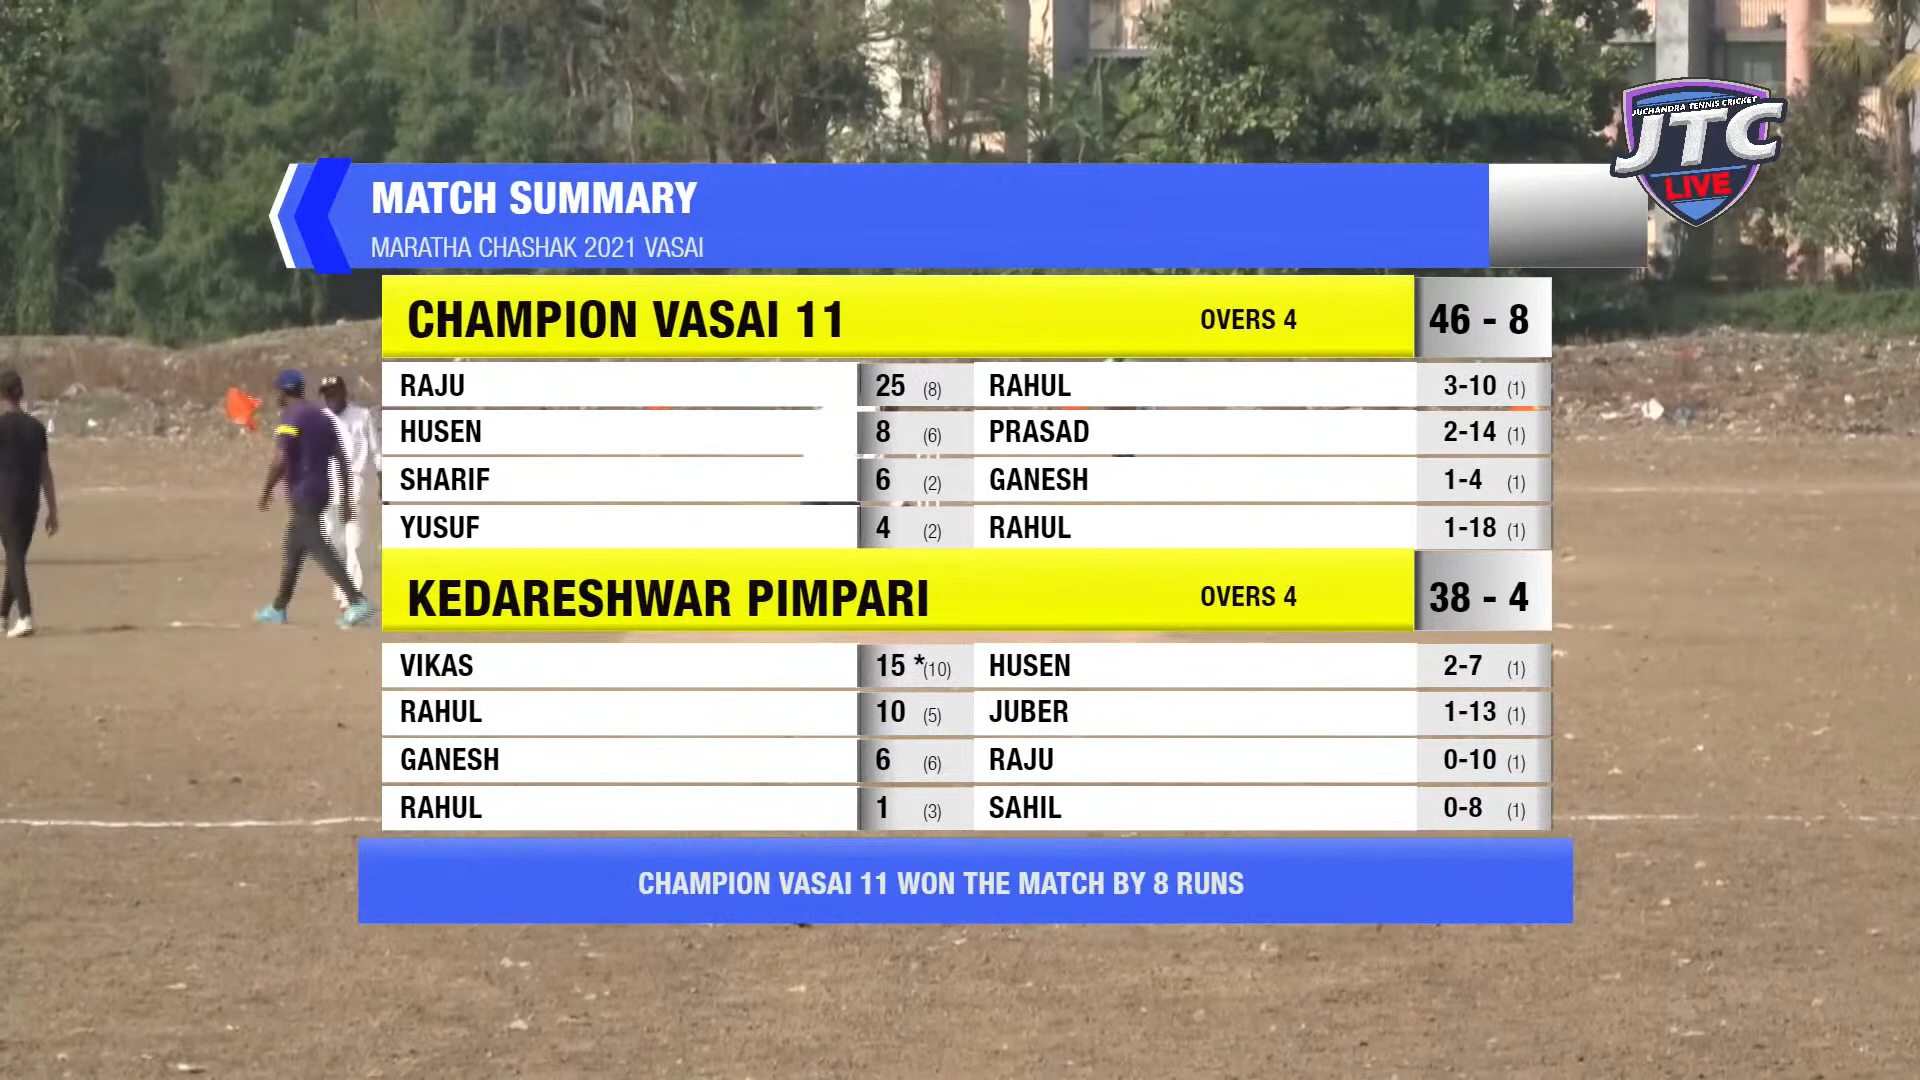 JUCHANDRA TENNIS CRICKET
JTC
LIVE
MATCH SUMMARY
MARATHA CHASHAK 2021 VASAI
CHAMPION VASAI 11 OVERS 4 46 - 8
RAJU 25 (8) RAHUL 3-10 (1)
HUSEN 8 (6) PRASAD 2-14 (1)
SHARIF 6 (2) GANESH 1-4 (1)
YUSUF 4 (2) RAHUL 1-18 (1)
KEDARESHWAR PIMPARI OVERS 4 38 - 4
VIKAS 15 *(10) HUSEN 2-7 (1)
RAHUL 10 (5) JUBER 1-13 (1)
GANESH 6 (6) RAJU 0-10 (1)
RAHUL 1 (3) SAHIL 0-8 (1)
CHAMPION VASAI 11 WON THE MATCH BY 8 RUNS